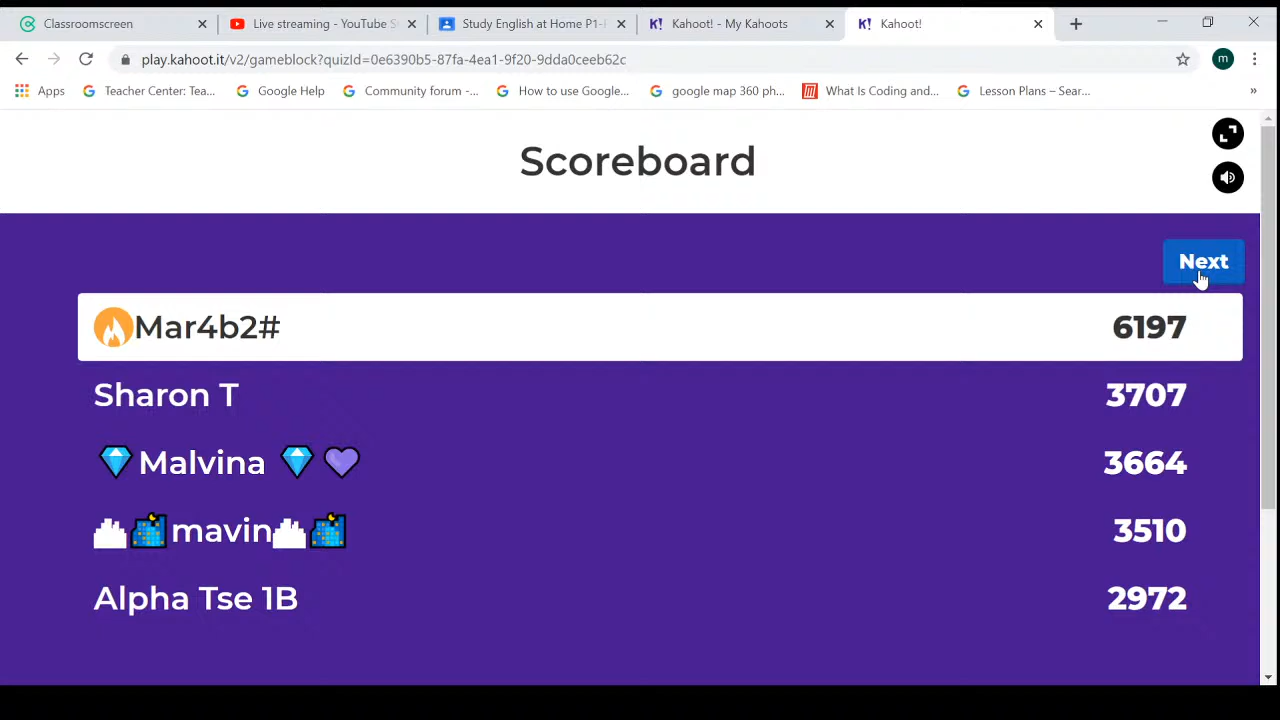 Classroomscreen
Live streaming - YouTube S
Study English at Home P1-
Kahoot! - My Kahoots
Kahoot!
play.kahoot.it/v2/gameblock?quizId=0e6390b5-87fa-4ea1-9f20-9dda0ceeb62c
m
Apps
Teacher Center: Tea...
Google Help
Community forum -...
How to use Google...
google map 360 ph...
What Is Coding and...
Lesson Plans – Sear...
»
Scoreboard
Next
Mar4b2# 6197
Sharon T 3707
💎Malvina 💎💜 3664
mavin 3510
Alpha Tse 1B 2972